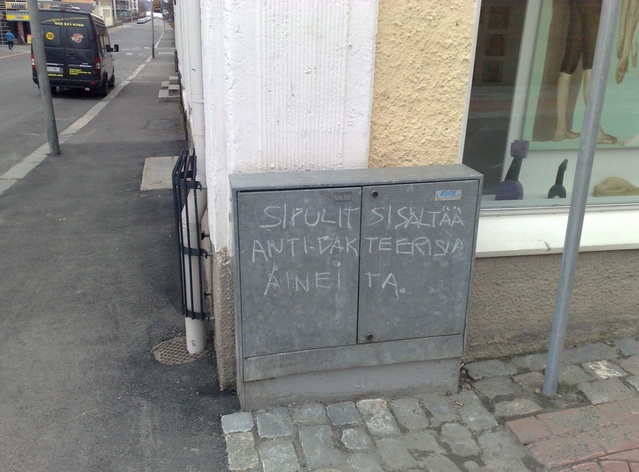 SIPULIT SISÄLTÄÄ
ANTI-BAKTEERISIA
AINEITA.